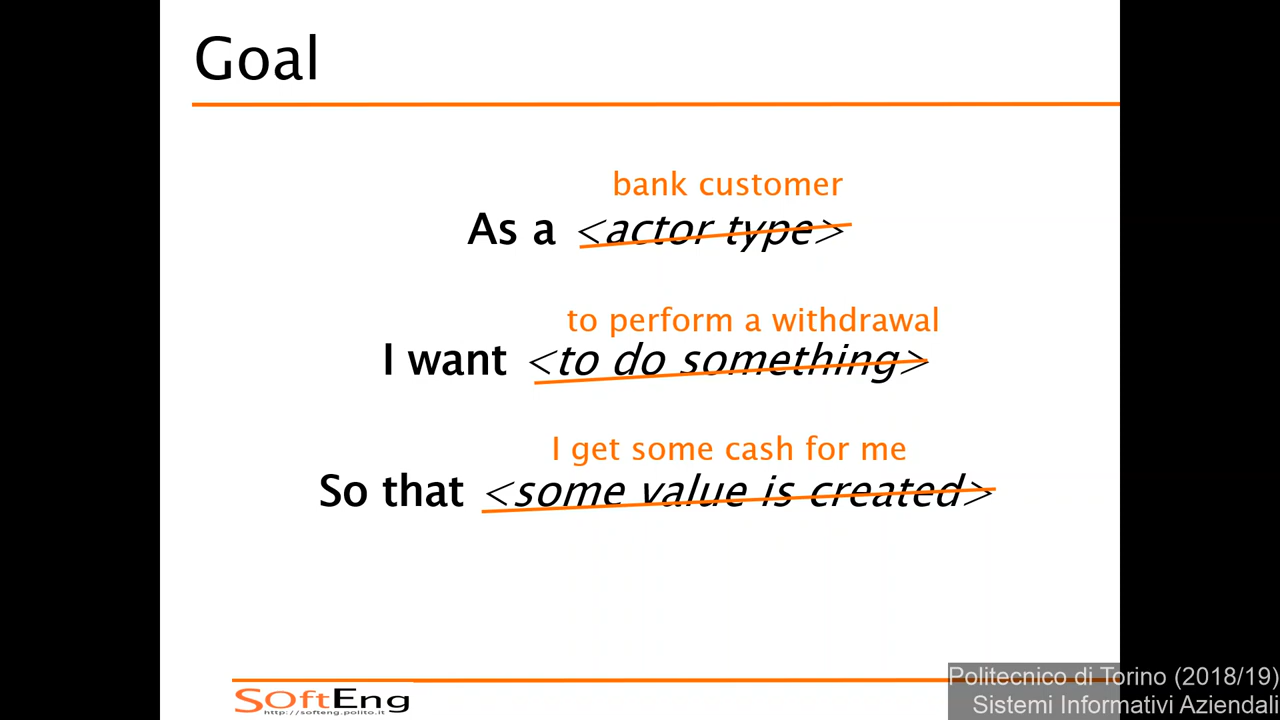 Goal
bank customer
As a <actor type>
to perform a withdrawal
I want <to do something>
I get some cash for me
So that <some value is created>
SoftEng
http://softeng.polito.it
Politecnico di Torino (2018/19)
Sistemi Informativi Aziendali